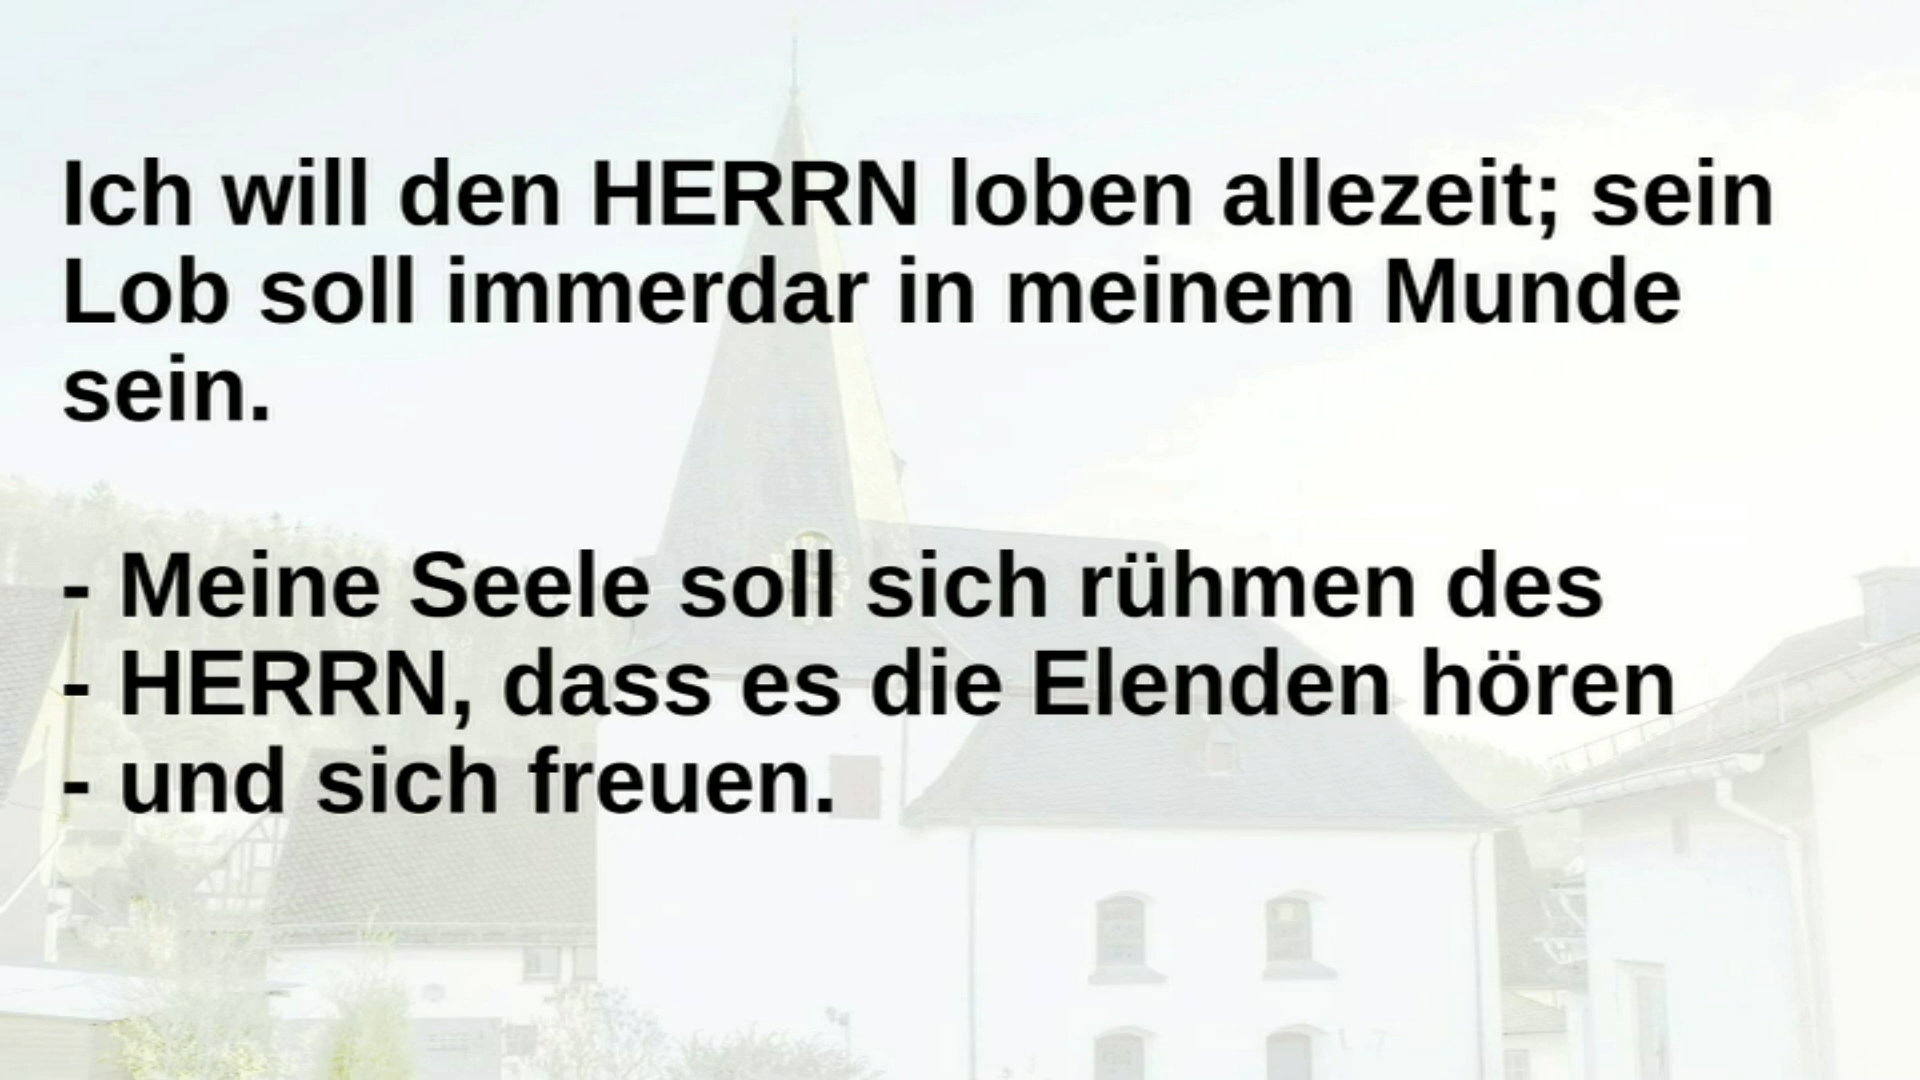 Ich will den HERRN loben allezeit; sein
Lob soll immerdar in meinem Munde
sein.
- Meine Seele soll sich rühmen des
- HERRN, dass es die Elenden hören
- und sich freuen.